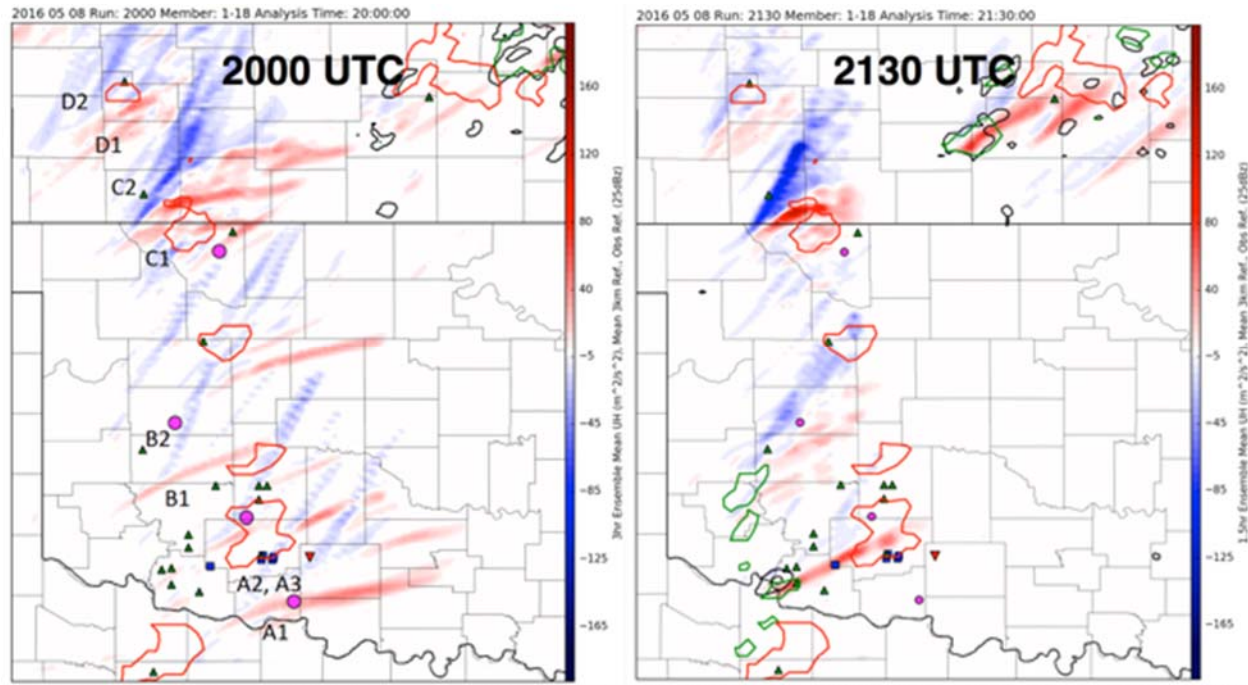 2016 05 08 Run: 2000 Member: 1-18 Analysis Time: 20:00:00
2000 UTC
D2
D1
C2
C1
B2
B1
A2, A3
A1
160
120
80
40
−5
−45
−85
−125
−165
3hr Ensemble Mean UH (m^2/s^2), Mean 3km Ref., Obs Ref. (25dBz)
2016 05 08 Run: 2130 Member: 1-18 Analysis Time: 21:30:00
2130 UTC
160
120
80
40
−5
−45
−85
−125
−165
1.5hr Ensemble Mean UH (m^2/s^2), Mean 3km Ref., Obs Ref. (25dBz)